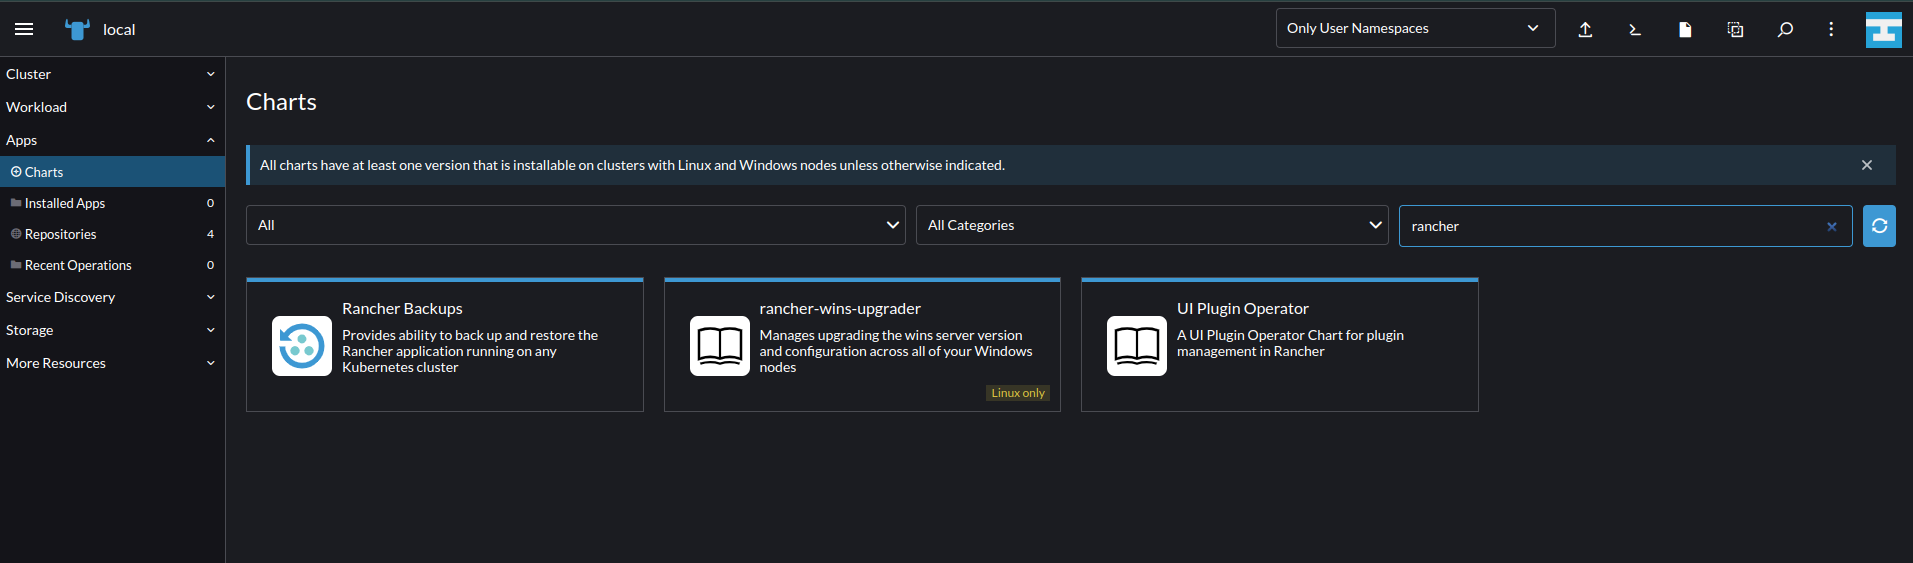 local
Only User Namespaces
Cluster
Workload
Apps
Charts
Installed Apps 0
Repositories 4
Recent Operations 0
Service Discovery
Storage
More Resources
Charts
All charts have at least one version that is installable on clusters with Linux and Windows nodes unless otherwise indicated.
All
All Categories
rancher
Rancher Backups
Provides ability to back up and restore the
Rancher application running on any
Kubernetes cluster
rancher-wins-upgrader
Manages upgrading the wins server version
and configuration across all of your Windows
nodes
Linux only
UI Plugin Operator
A UI Plugin Operator Chart for plugin
management in Rancher